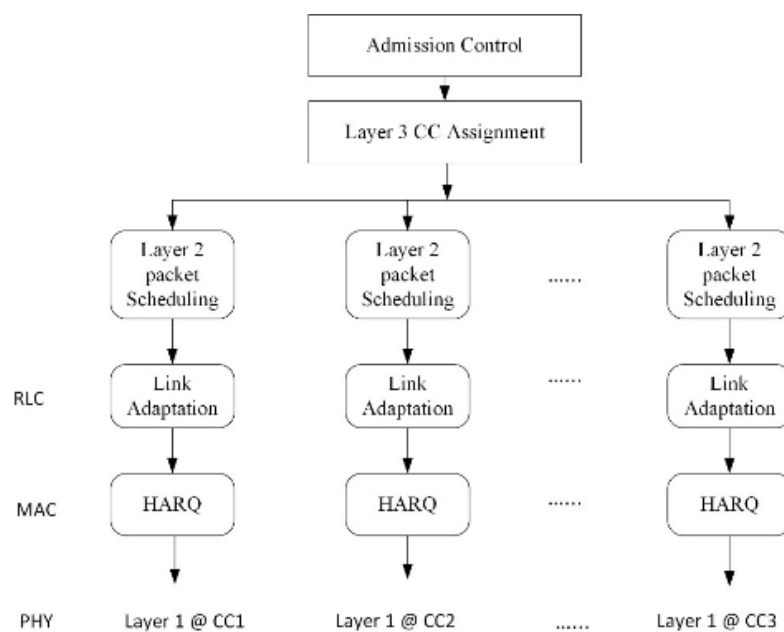 Admission Control
Layer 3 CC Assignment
Layer 2 packet Scheduling
Layer 2 packet Scheduling
......
Layer 2 packet Scheduling
RLC
Link Adaptation
Link Adaptation
......
Link Adaptation
MAC
HARQ
HARQ
......
HARQ
PHY
Layer 1 @ CC1
Layer 1 @ CC2
......
Layer 1 @ CC3